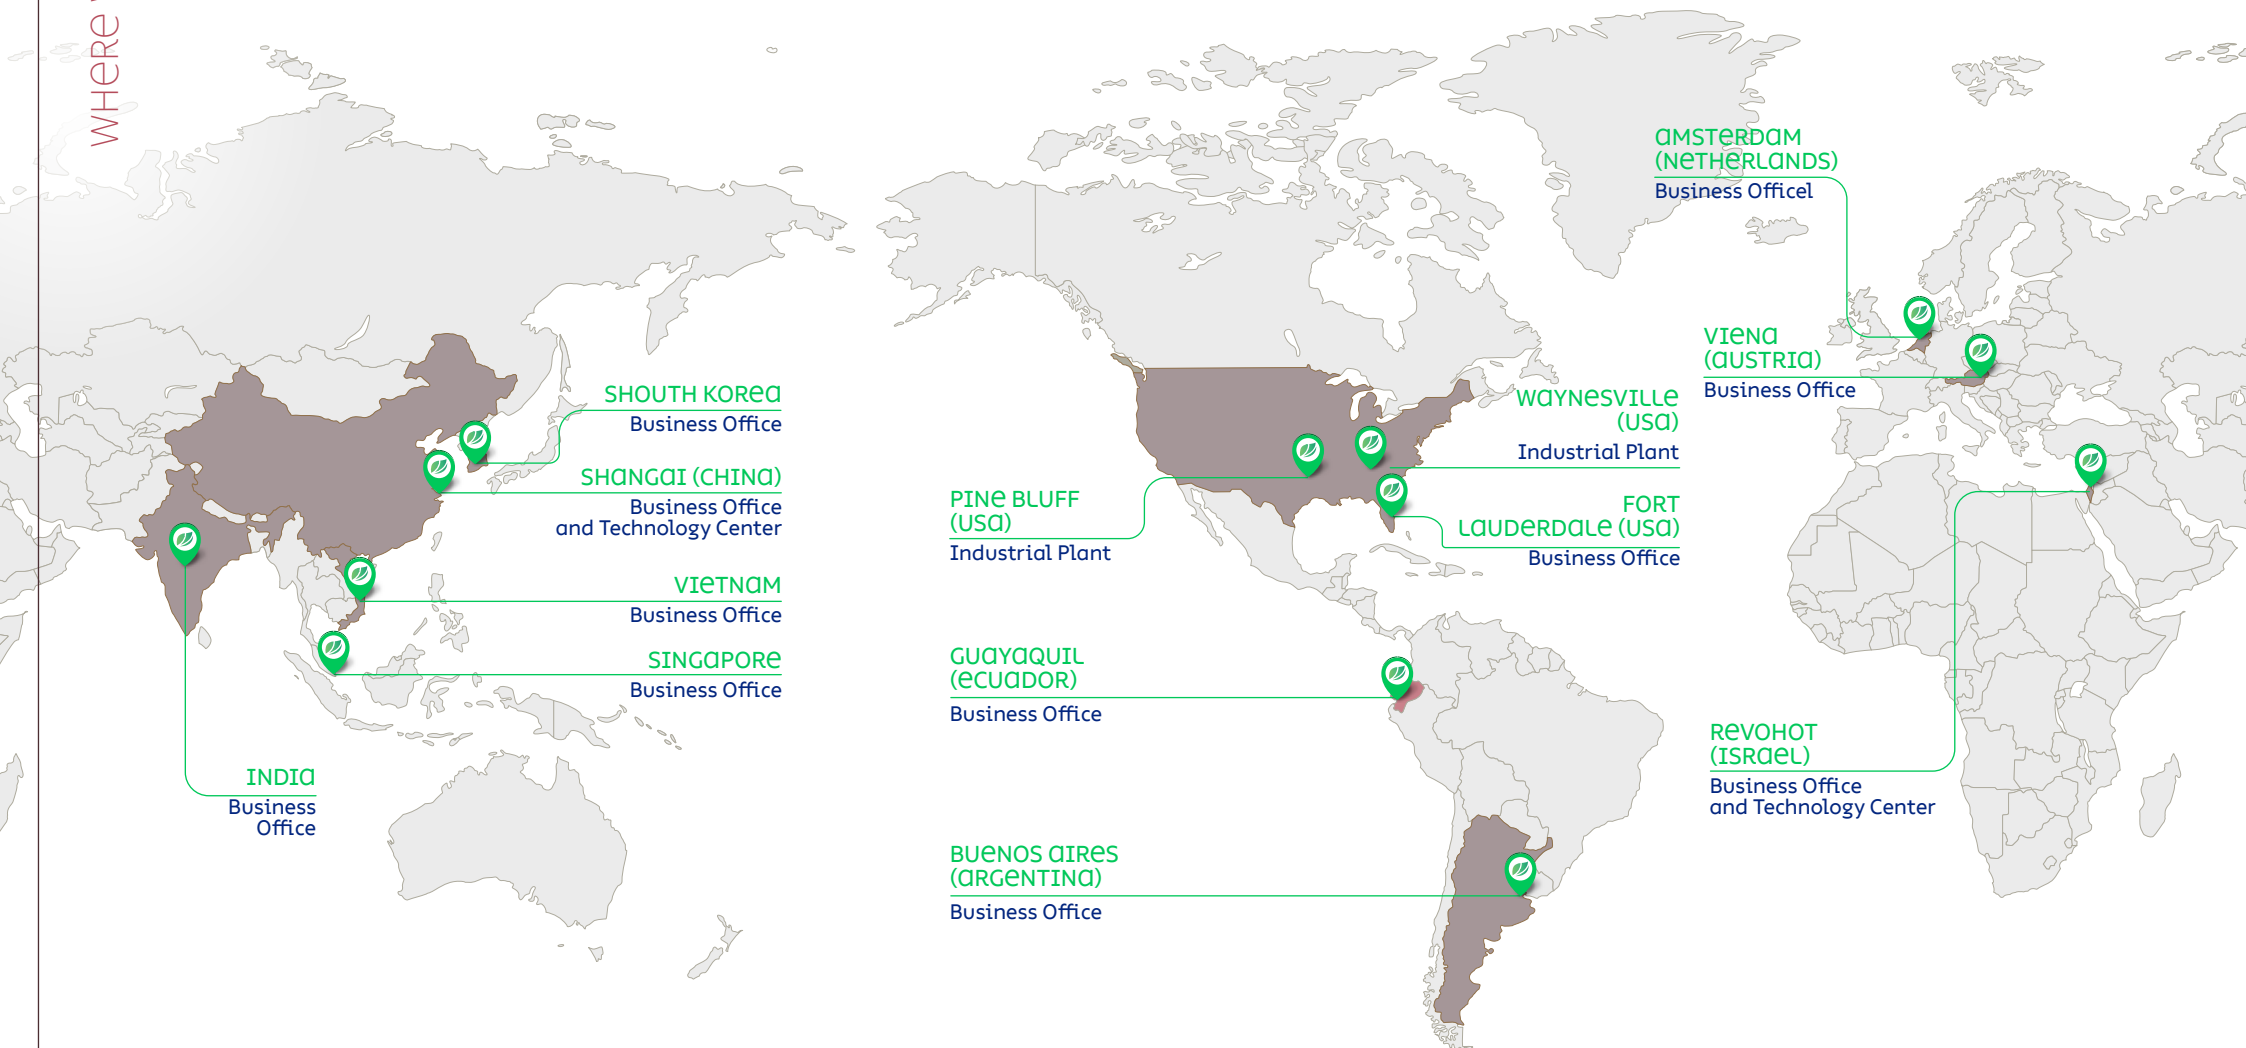 WHERE
SHOUTH KOREA
Business Office
SHANGAI (CHINA)
Business Office
and Technology Center
VIETNAM
Business Office
SINGAPORE
Business Office
INDIA
Business
Office
PINE BLUFF
(USA)
Industrial Plant
WAYNESVILLE
(USA)
Industrial Plant
FORT
LAUDERDALE (USA)
Business Office
GUAYAQUIL
(ECUADOR)
Business Office
BUENOS AIRES
(ARGENTINA)
Business Office
AMSTERDAM
(NETHERLANDS)
Business Officel
VIENA
(AUSTRIA)
Business Office
REVOHOT
(ISRAEL)
Business Office
and Technology Center